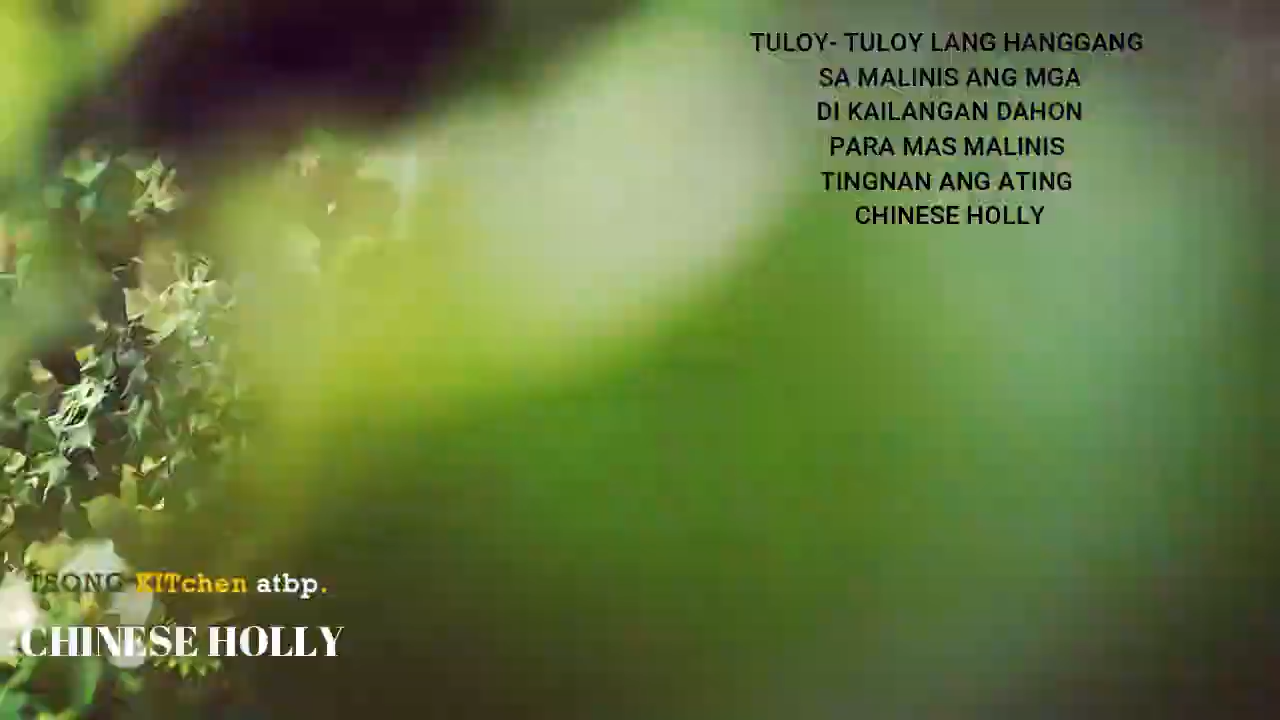 TULOY- TULOY LANG HANGGANG
SA MALINIS ANG MGA
DI KAILANGAN DAHON
PARA MAS MALINIS
TINGNAN ANG ATING
CHINESE HOLLY
TSONG KITchen atbp.
CHINESE HOLLY